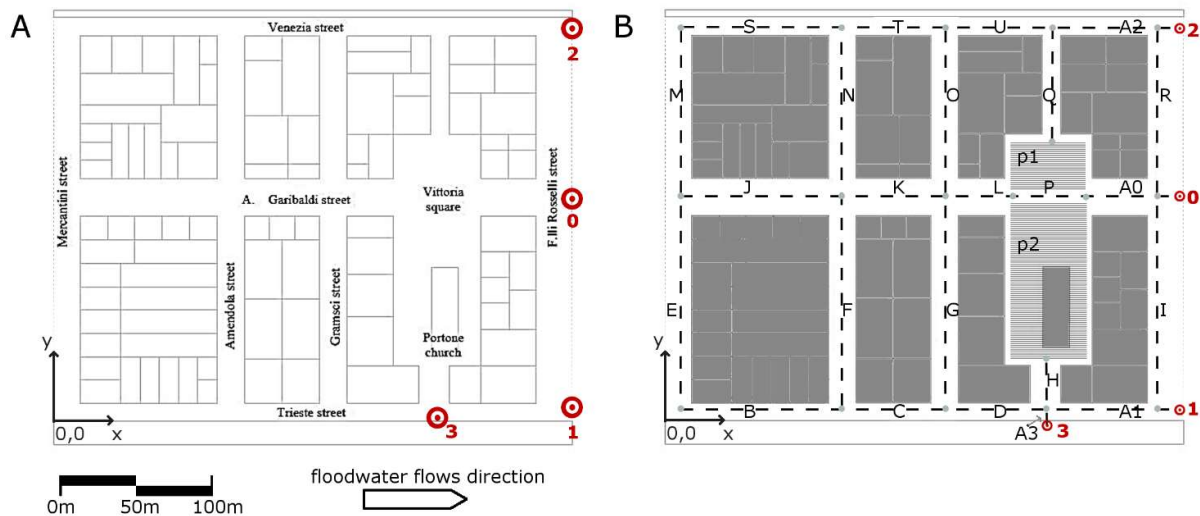 A
Venezia street
2
Mercantini street
A. Garibaldi street
Vittoria
square
F.lli Rosselli street
0
Amendola street
Gramsci street
Portone
church
y
Trieste street
3
1
0,0 x
0m 50m 100m
floodwater flows direction
B
S T U A2 2
M N O Q R
p1
J K L P A0 0
p2
E F G I
y
H
B C D A1 1
0,0 x A3 3